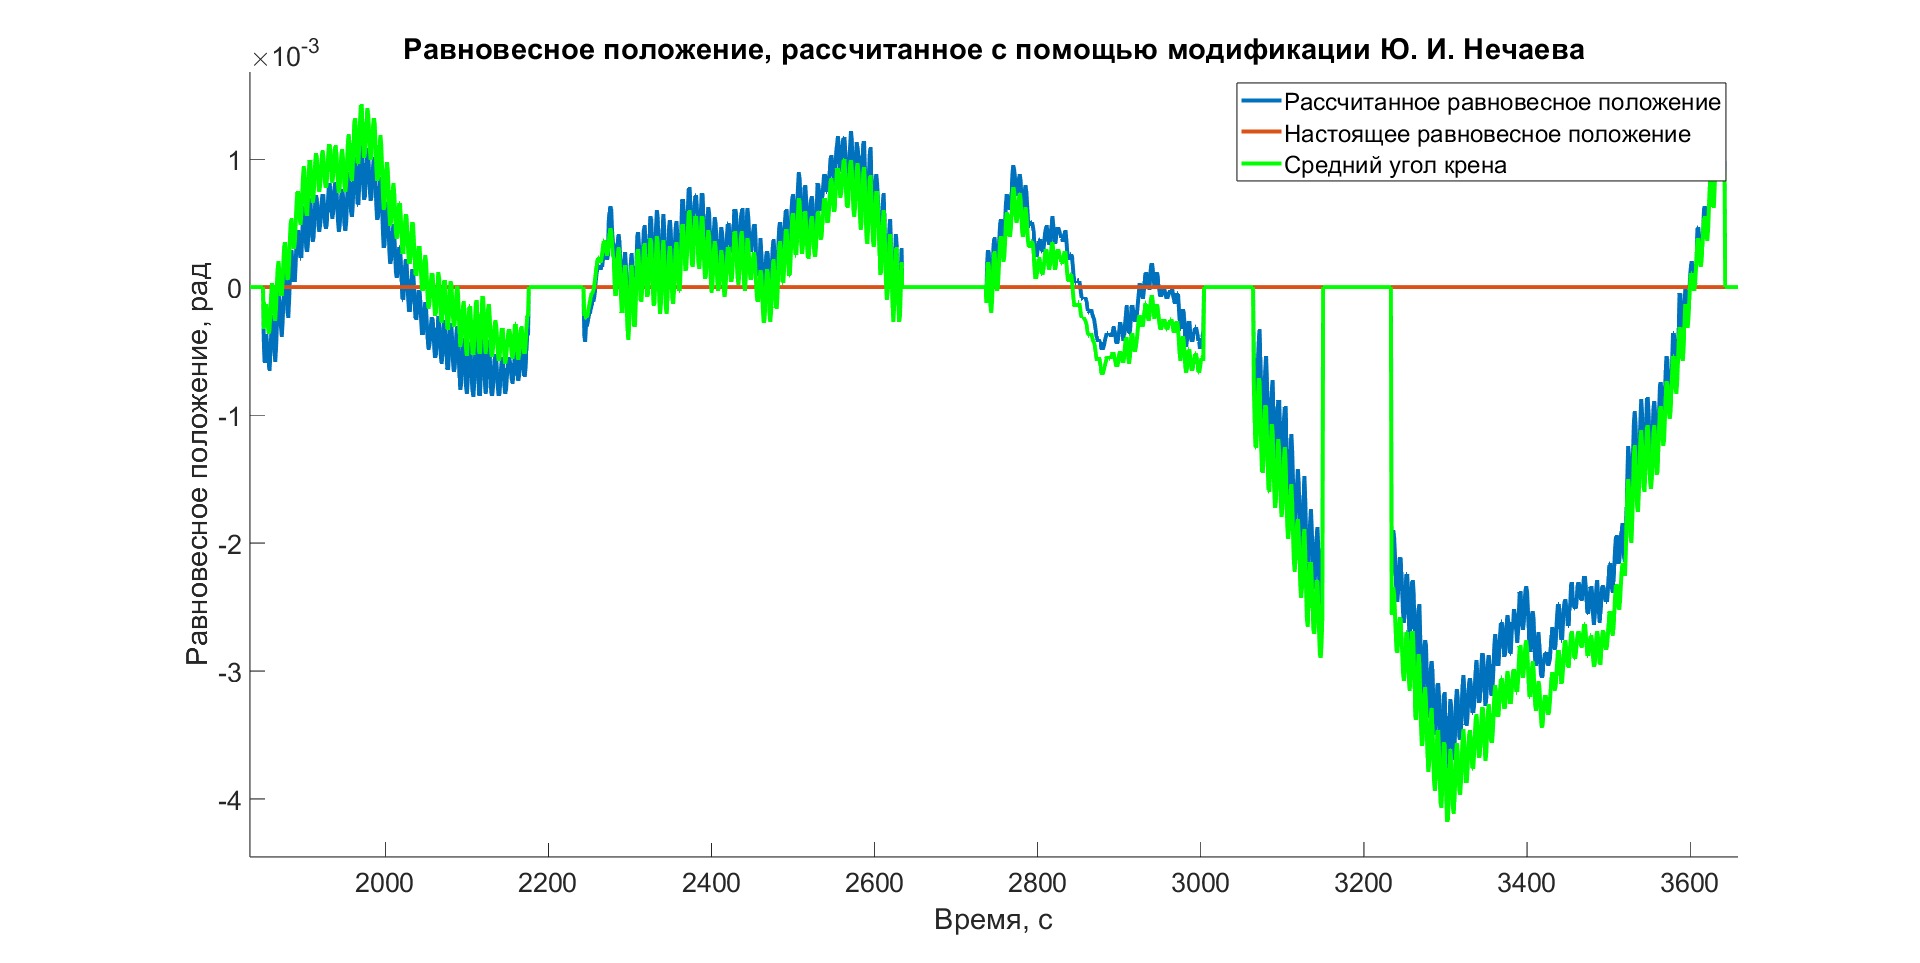 Равновесное положение, рассчитанное с помощью модификации Ю. И. Нечаева
×10^-3
Рассчитанное равновесное положение
Настоящее равновесное положение
Средний угол крена
Равновесное положение, рад
1
0
-1
-2
-3
-4
2000 2200 2400 2600 2800 3000 3200 3400 3600
Время, с